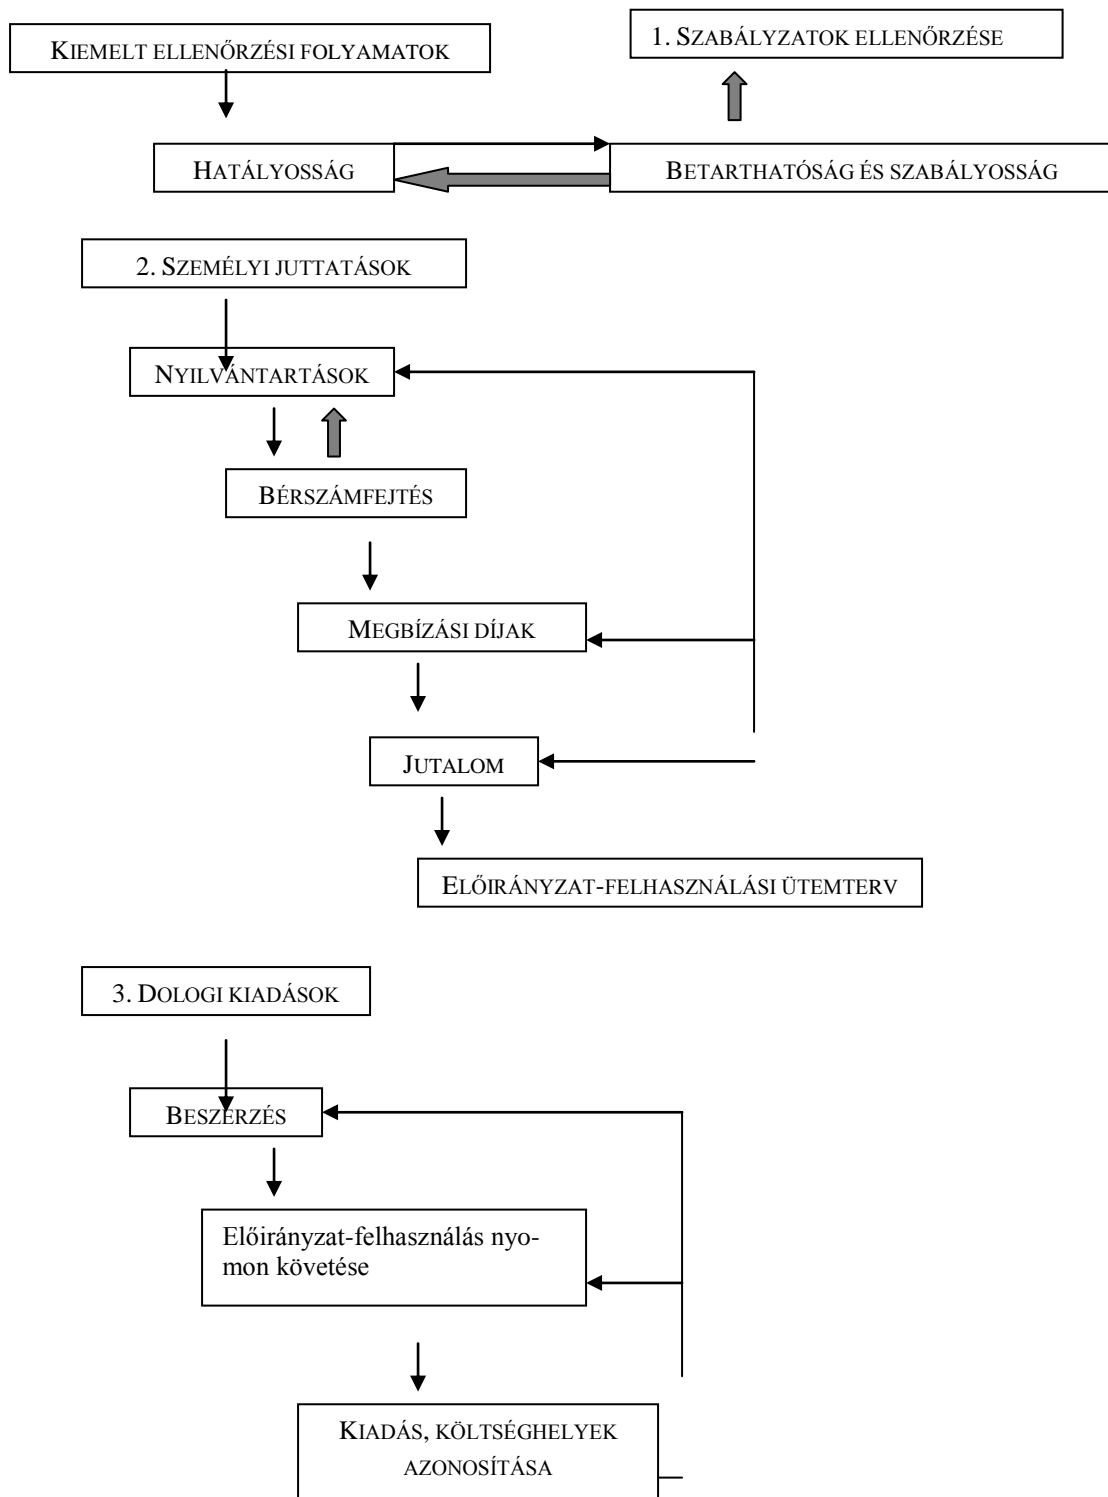 KIEMELT ELLENŐRZÉSI FOLYAMATOK
1. SZABÁLYZATOK ELLENŐRZÉSE
HATÁLYOSSÁG
BETARTHATÓSÁG ÉS SZABÁLYOSSÁG
2. SZEMÉLYI JUTTATÁSOK
NYILVÁNTARTÁSOK
BÉRSZÁMFEJTÉS
MEGBÍZÁSI DÍJAK
JUTALOM
ELŐIRÁNYZAT-FELHASZNÁLÁSI ÜTEMTERV
3. DOLOGI KIADÁSOK
BESZERZÉS
Előirányzat-felhasználás nyo-
mon követése
KIADÁS, KÖLTSÉGHELYEK
AZONOSÍTÁSA